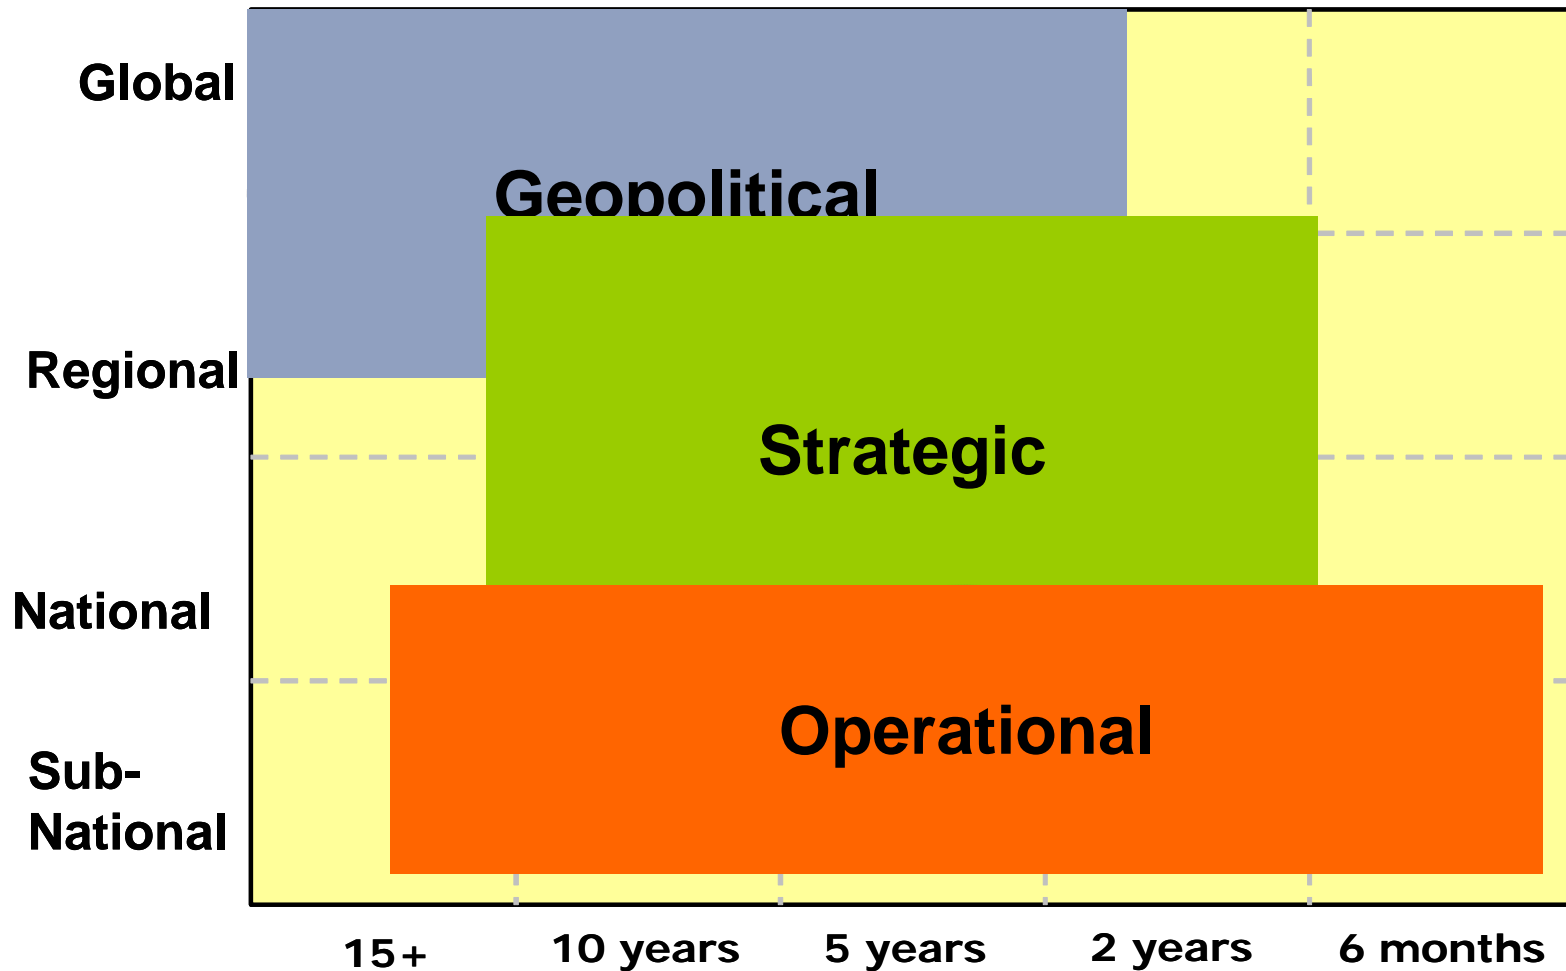 Global
Geopolitical
Regional
Strategic
National
Operational
Sub-
National
15+
10 years
5 years
2 years
6 months